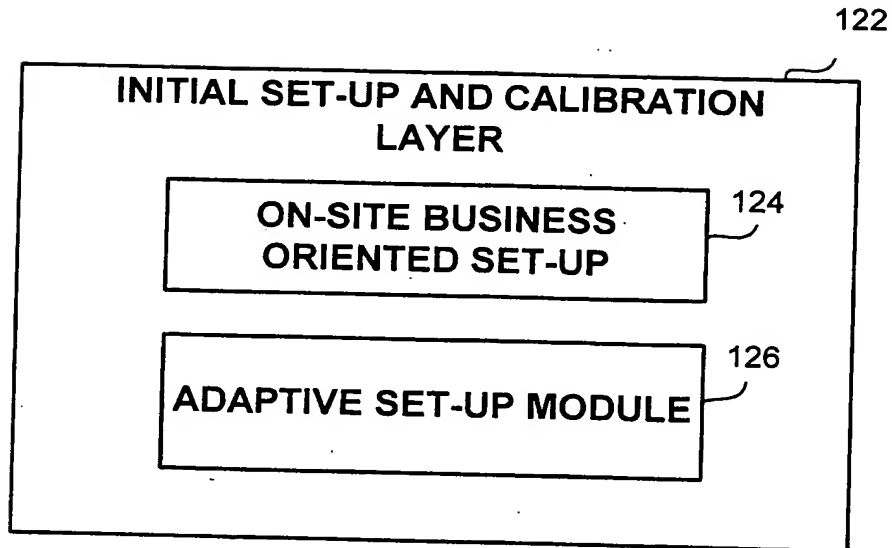 122
INITIAL SET-UP AND CALIBRATION
LAYER
124
ON-SITE BUSINESS
ORIENTED SET-UP
126
ADAPTIVE SET-UP MODULE